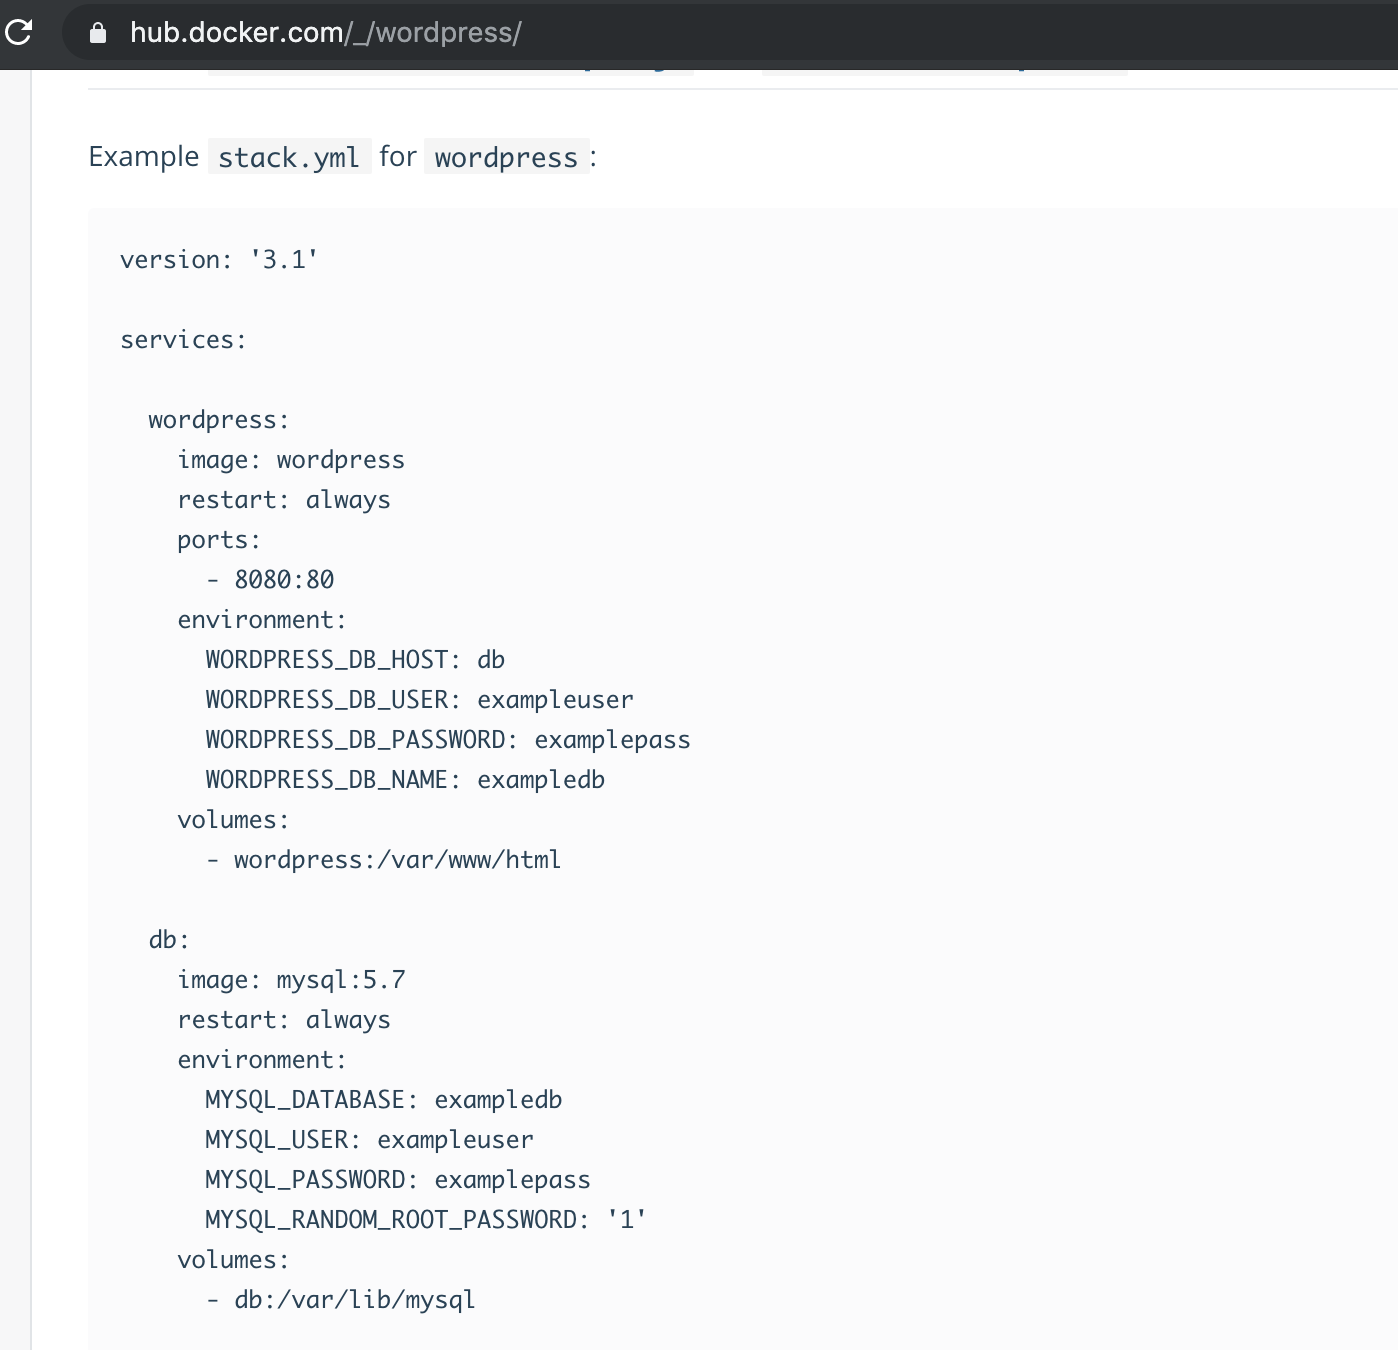 hub.docker.com/_/wordpress/
Example stack.yml for wordpress:
version: '3.1'
services:
wordpress:
image: wordpress
restart: always
ports:
- 8080:80
environment:
WORDPRESS_DB_HOST: db
WORDPRESS_DB_USER: exampleuser
WORDPRESS_DB_PASSWORD: examplepass
WORDPRESS_DB_NAME: exampledb
volumes:
- wordpress:/var/www/html
db:
image: mysql:5.7
restart: always
environment:
MYSQL_DATABASE: exampledb
MYSQL_USER: exampleuser
MYSQL_PASSWORD: examplepass
MYSQL_RANDOM_ROOT_PASSWORD: '1'
volumes:
- db:/var/lib/mysql